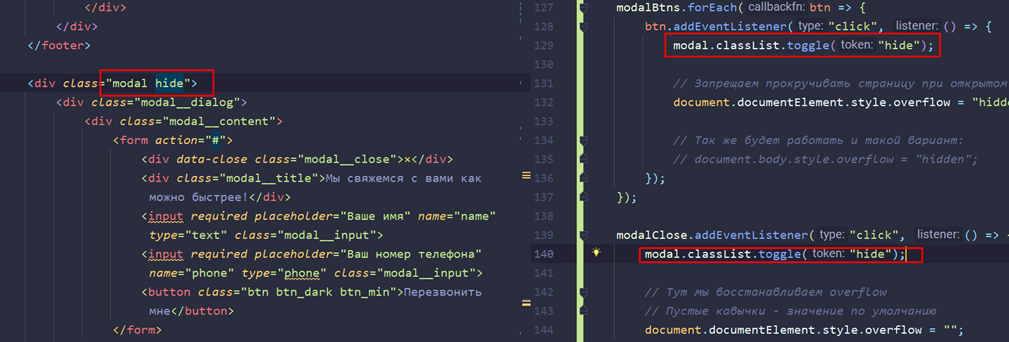 </div>
</div>
</footer>
<div class="modal hide">
<div class="modal__dialog">
<div class="modal__content">
<form action="#">
<div data-close class="modal__close">×</div>
<div class="modal__title">Мы свяжемся с вами как
можно быстрее!</div>
<input required placeholder="Ваше имя" name="name"
type="text" class="modal__input">
<input required placeholder="Ваш номер телефона"
name="phone" type="phone" class="modal__input">
<button class="btn btn_dark btn_min">Перезвонить
мне</button>
</form>
127 modalBtns.forEach( callbackfn: btn => {
128 btn.addEventListener( type: "click", listener: () => {
129 modal.classList.toggle( token: "hide");
130
131 // Запрещаем прокручивать страницу при открытом
132 document.documentElement.style.overflow = "hidd
133
134 // Так же будет работать и такой вариант:
135 // document.body.style.overflow = "hidden";
136 });
137 });
138
139 modalClose.addEventListener( type: "click", listener: () =>
140 modal.classList.toggle( token: "hide");
141
142 // Тут мы восстанавливаем overflow
143 // Пустые кавычки - значение по умолчанию
144 document.documentElement.style.overflow = "";